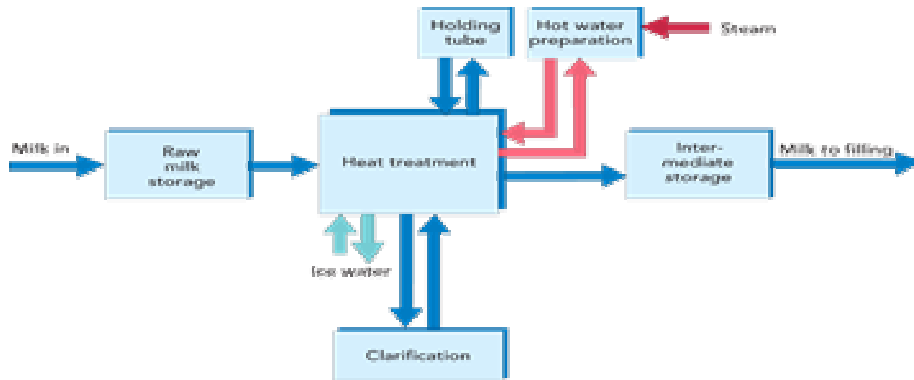 Holding
tube
Hot water
preparation
Steam
Milk in
Raw
milk
storage
Heat treatment
Inter-
mediate
storage
Milk to filling
Ice water
Clarification